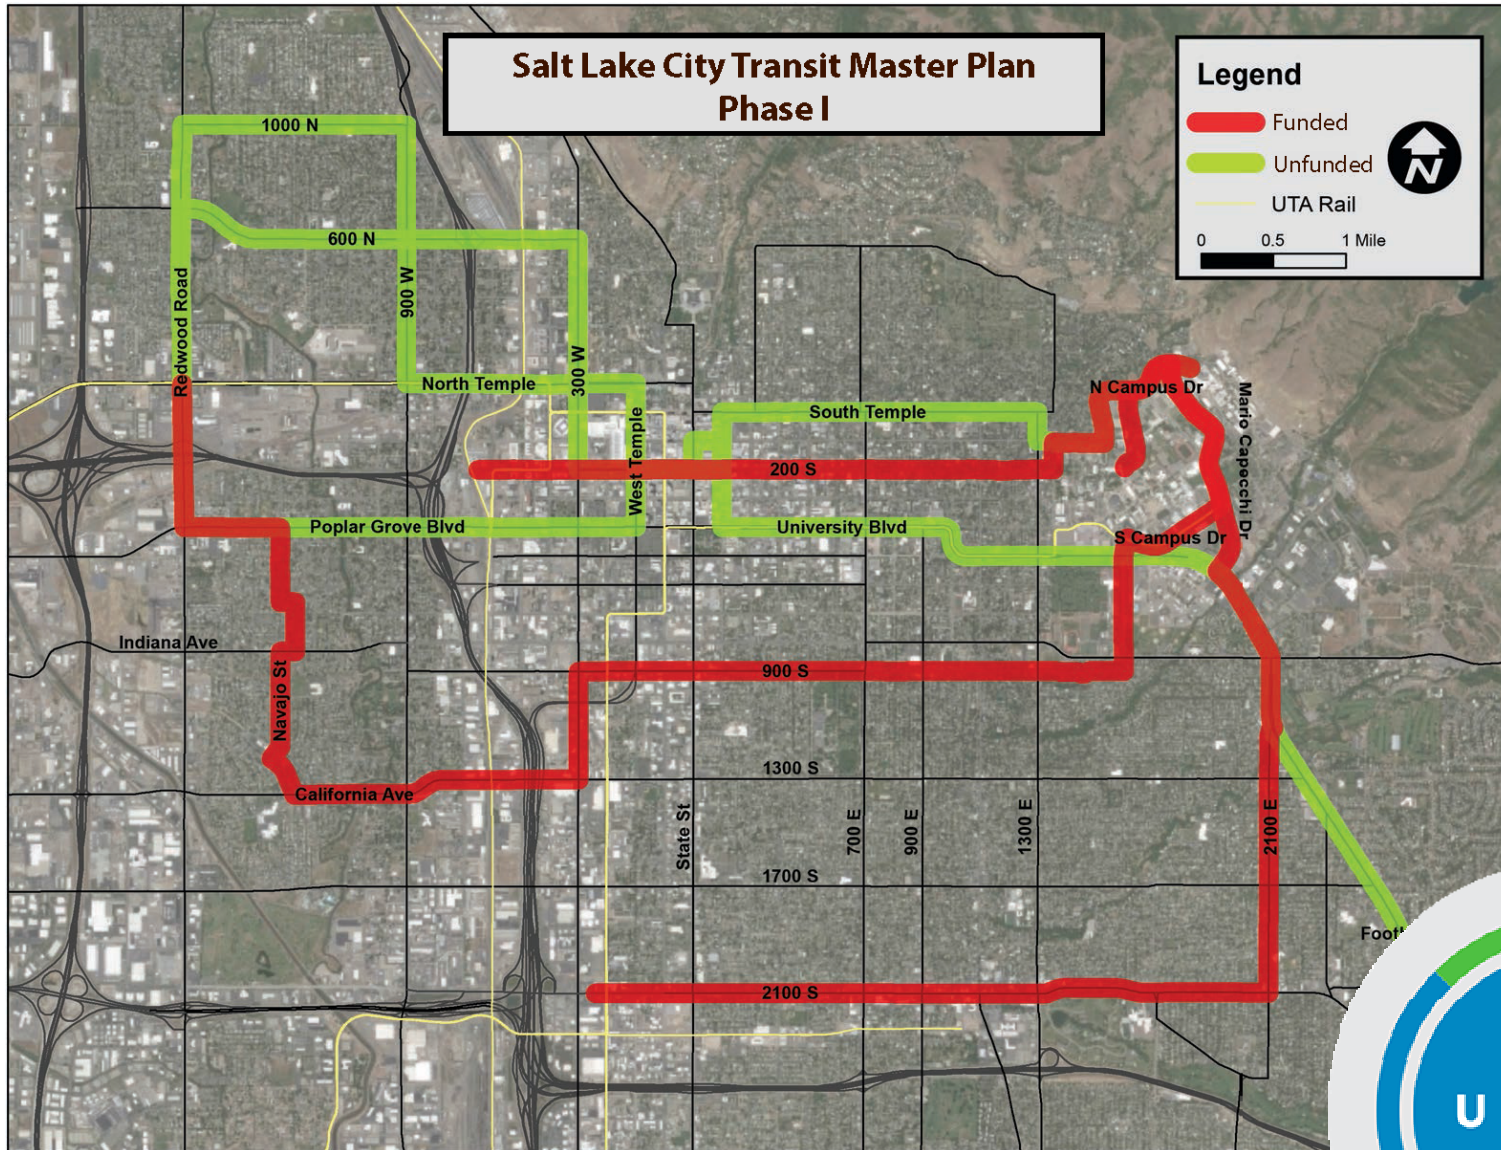 Salt Lake City Transit Master Plan
Phase I
Legend
Funded
Unfunded
UTA Rail
0 0.5 1 Mile
N
1000 N
600 N
Redwood Road
900 W
300 W
North Temple
West Temple
South Temple
N Campus Dr
Mario Capecchi Dr
200 S
Poplar Grove Blvd
University Blvd
S Campus Dr
Indiana Ave
Navajo St
900 S
1300 S
California Ave
State St
700 E
900 E
1300 E
2100 E
1700 S
2100 S
U